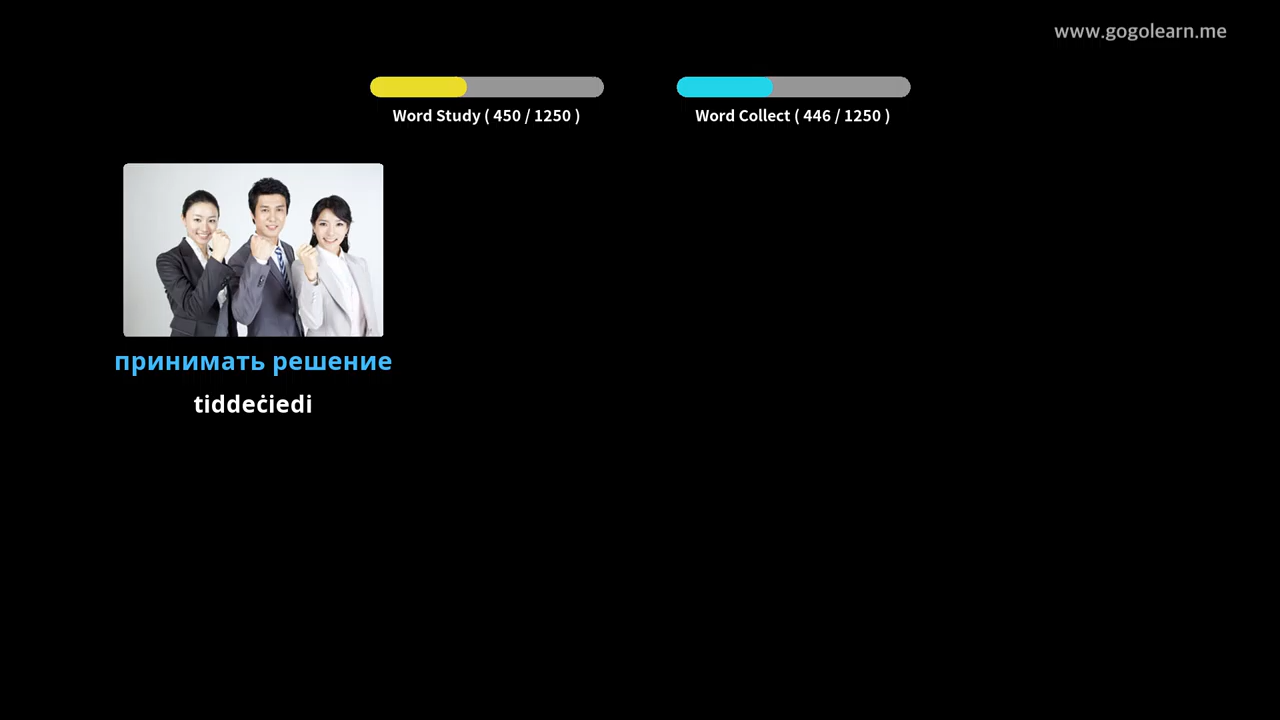 www.gogolearn.me
Word Study ( 450 / 1250 )
Word Collect ( 446 / 1250 )
принимать решение
tiddeċiedi